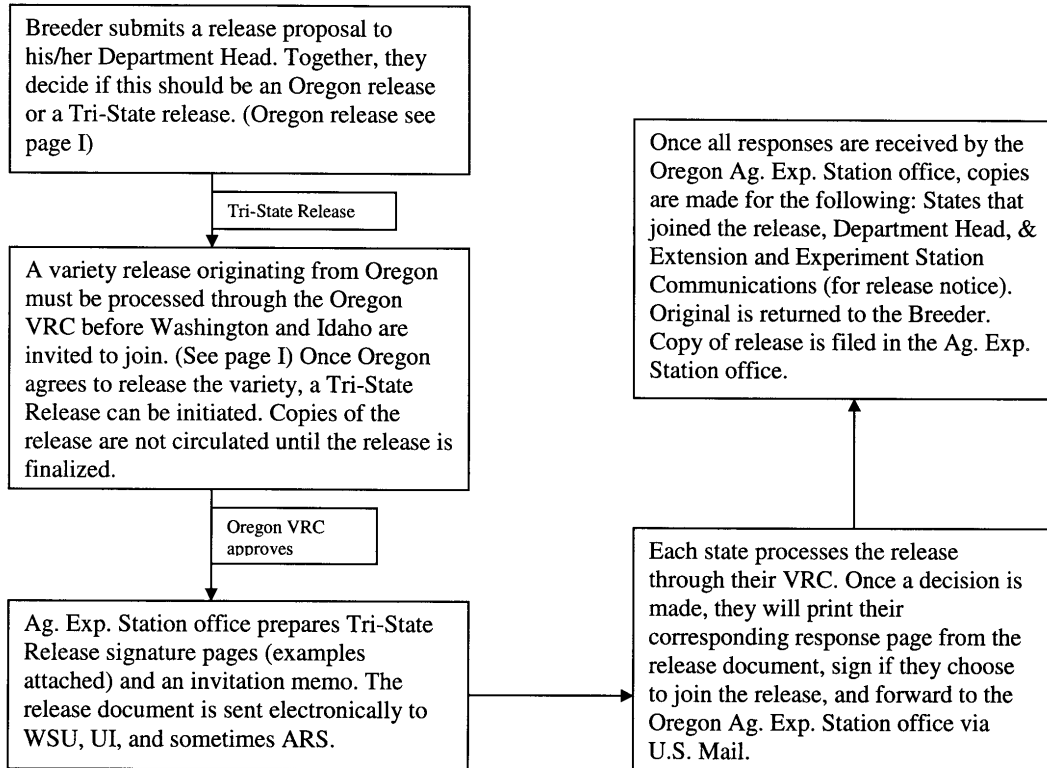 Breeder submits a release proposal to
his/her Department Head. Together, they
decide if this should be an Oregon release
or a Tri-State release. (Oregon release see
page I)
Tri-State Release
A variety release originating from Oregon
must be processed through the Oregon
VRC before Washington and Idaho are
invited to join. (See page I) Once Oregon
agrees to release the variety, a Tri-State
Release can be initiated. Copies of the
release are not circulated until the release is
finalized.
Oregon VRC
approves
Ag. Exp. Station office prepares Tri-State
Release signature pages (examples
attached) and an invitation memo. The
release document is sent electronically to
WSU, UI, and sometimes ARS.
Each state processes the release
through their VRC. Once a decision is
made, they will print their
corresponding response page from the
release document, sign if they choose
to join the release, and forward to the
Oregon Ag. Exp. Station office via
U.S. Mail.
Once all responses are received by the
Oregon Ag. Exp. Station office, copies
are made for the following: States that
joined the release, Department Head, &
Extension and Experiment Station
Communications (for release notice).
Original is returned to the Breeder.
Copy of release is filed in the Ag. Exp.
Station office.